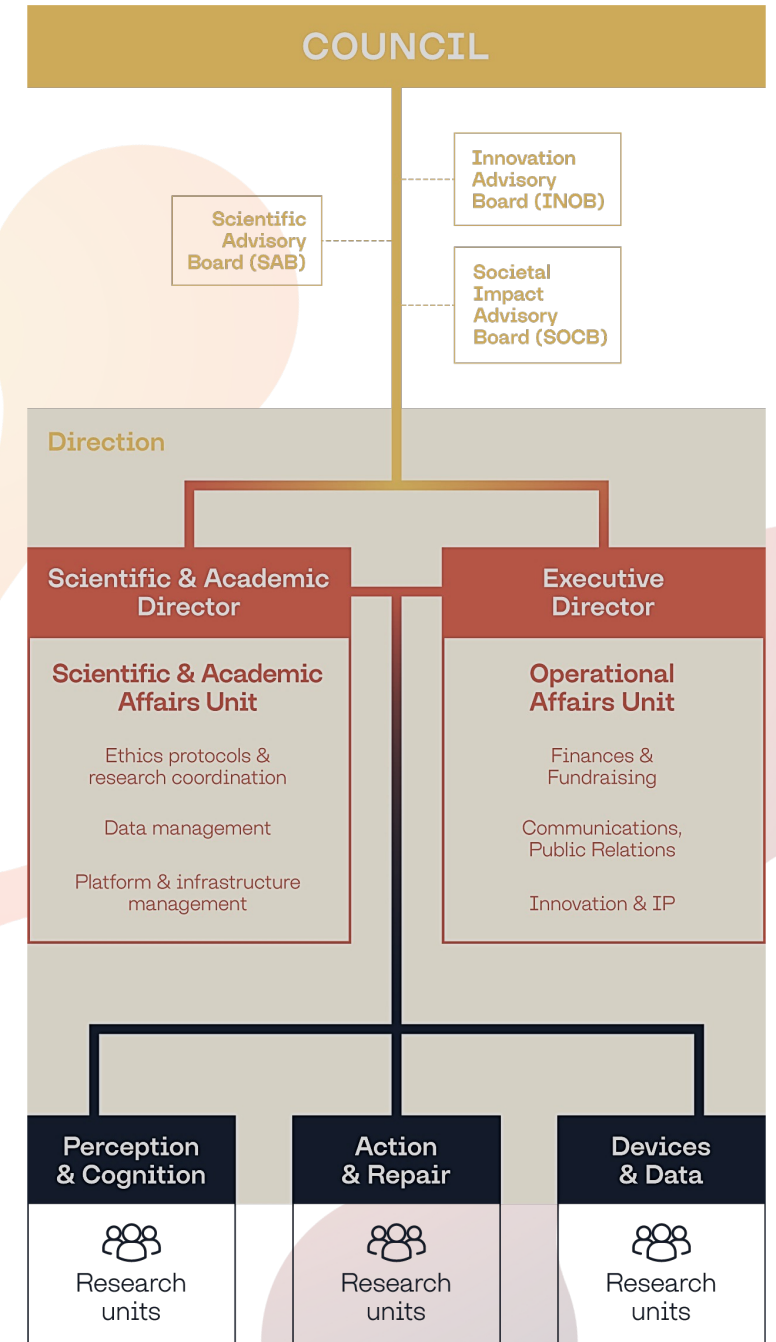 COUNCIL
Innovation
Advisory
Board (INOB)
Scientific
Advisory
Board (SAB)
Societal
Impact
Advisory
Board (SOCB)
Direction
Scientific & Academic
Director
Executive
Director
Scientific & Academic
Affairs Unit
Ethics protocols &
research coordination
Data management
Platform & infrastructure
management
Operational
Affairs Unit
Finances &
Fundraising
Communications,
Public Relations
Innovation & IP
Perception
& Cognition
Action
& Repair
Devices
& Data
Research
units
Research
units
Research
units